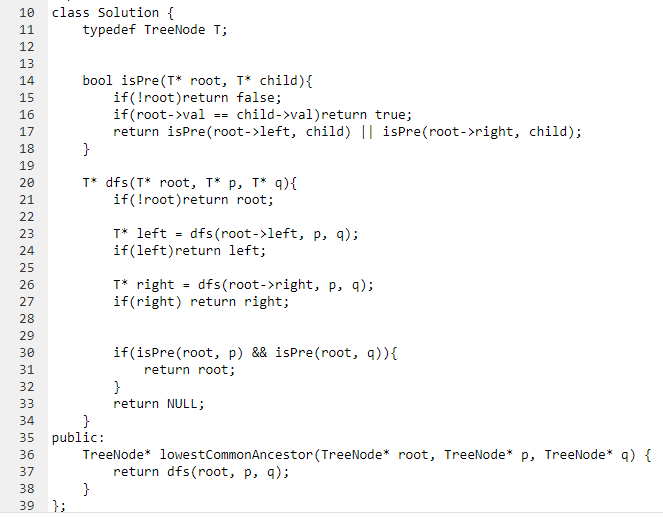 10 class Solution {
11     typedef TreeNode T;
12
13
14     bool isPre(T* root, T* child){
15         if(!root)return false;
16         if(root->val == child->val)return true;
17         return isPre(root->left, child) || isPre(root->right, child);
18     }
19
20     T* dfs(T* root, T* p, T* q){
21         if(!root)return root;
22
23         T* left = dfs(root->left, p, q);
24         if(left)return left;
25
26         T* right = dfs(root->right, p, q);
27         if(right) return right;
28
29
30         if(isPre(root, p) && isPre(root, q)){
31             return root;
32         }
33         return NULL;
34     }
35 public:
36     TreeNode* lowestCommonAncestor(TreeNode* root, TreeNode* p, TreeNode* q) {
37         return dfs(root, p, q);
38     }
39 };